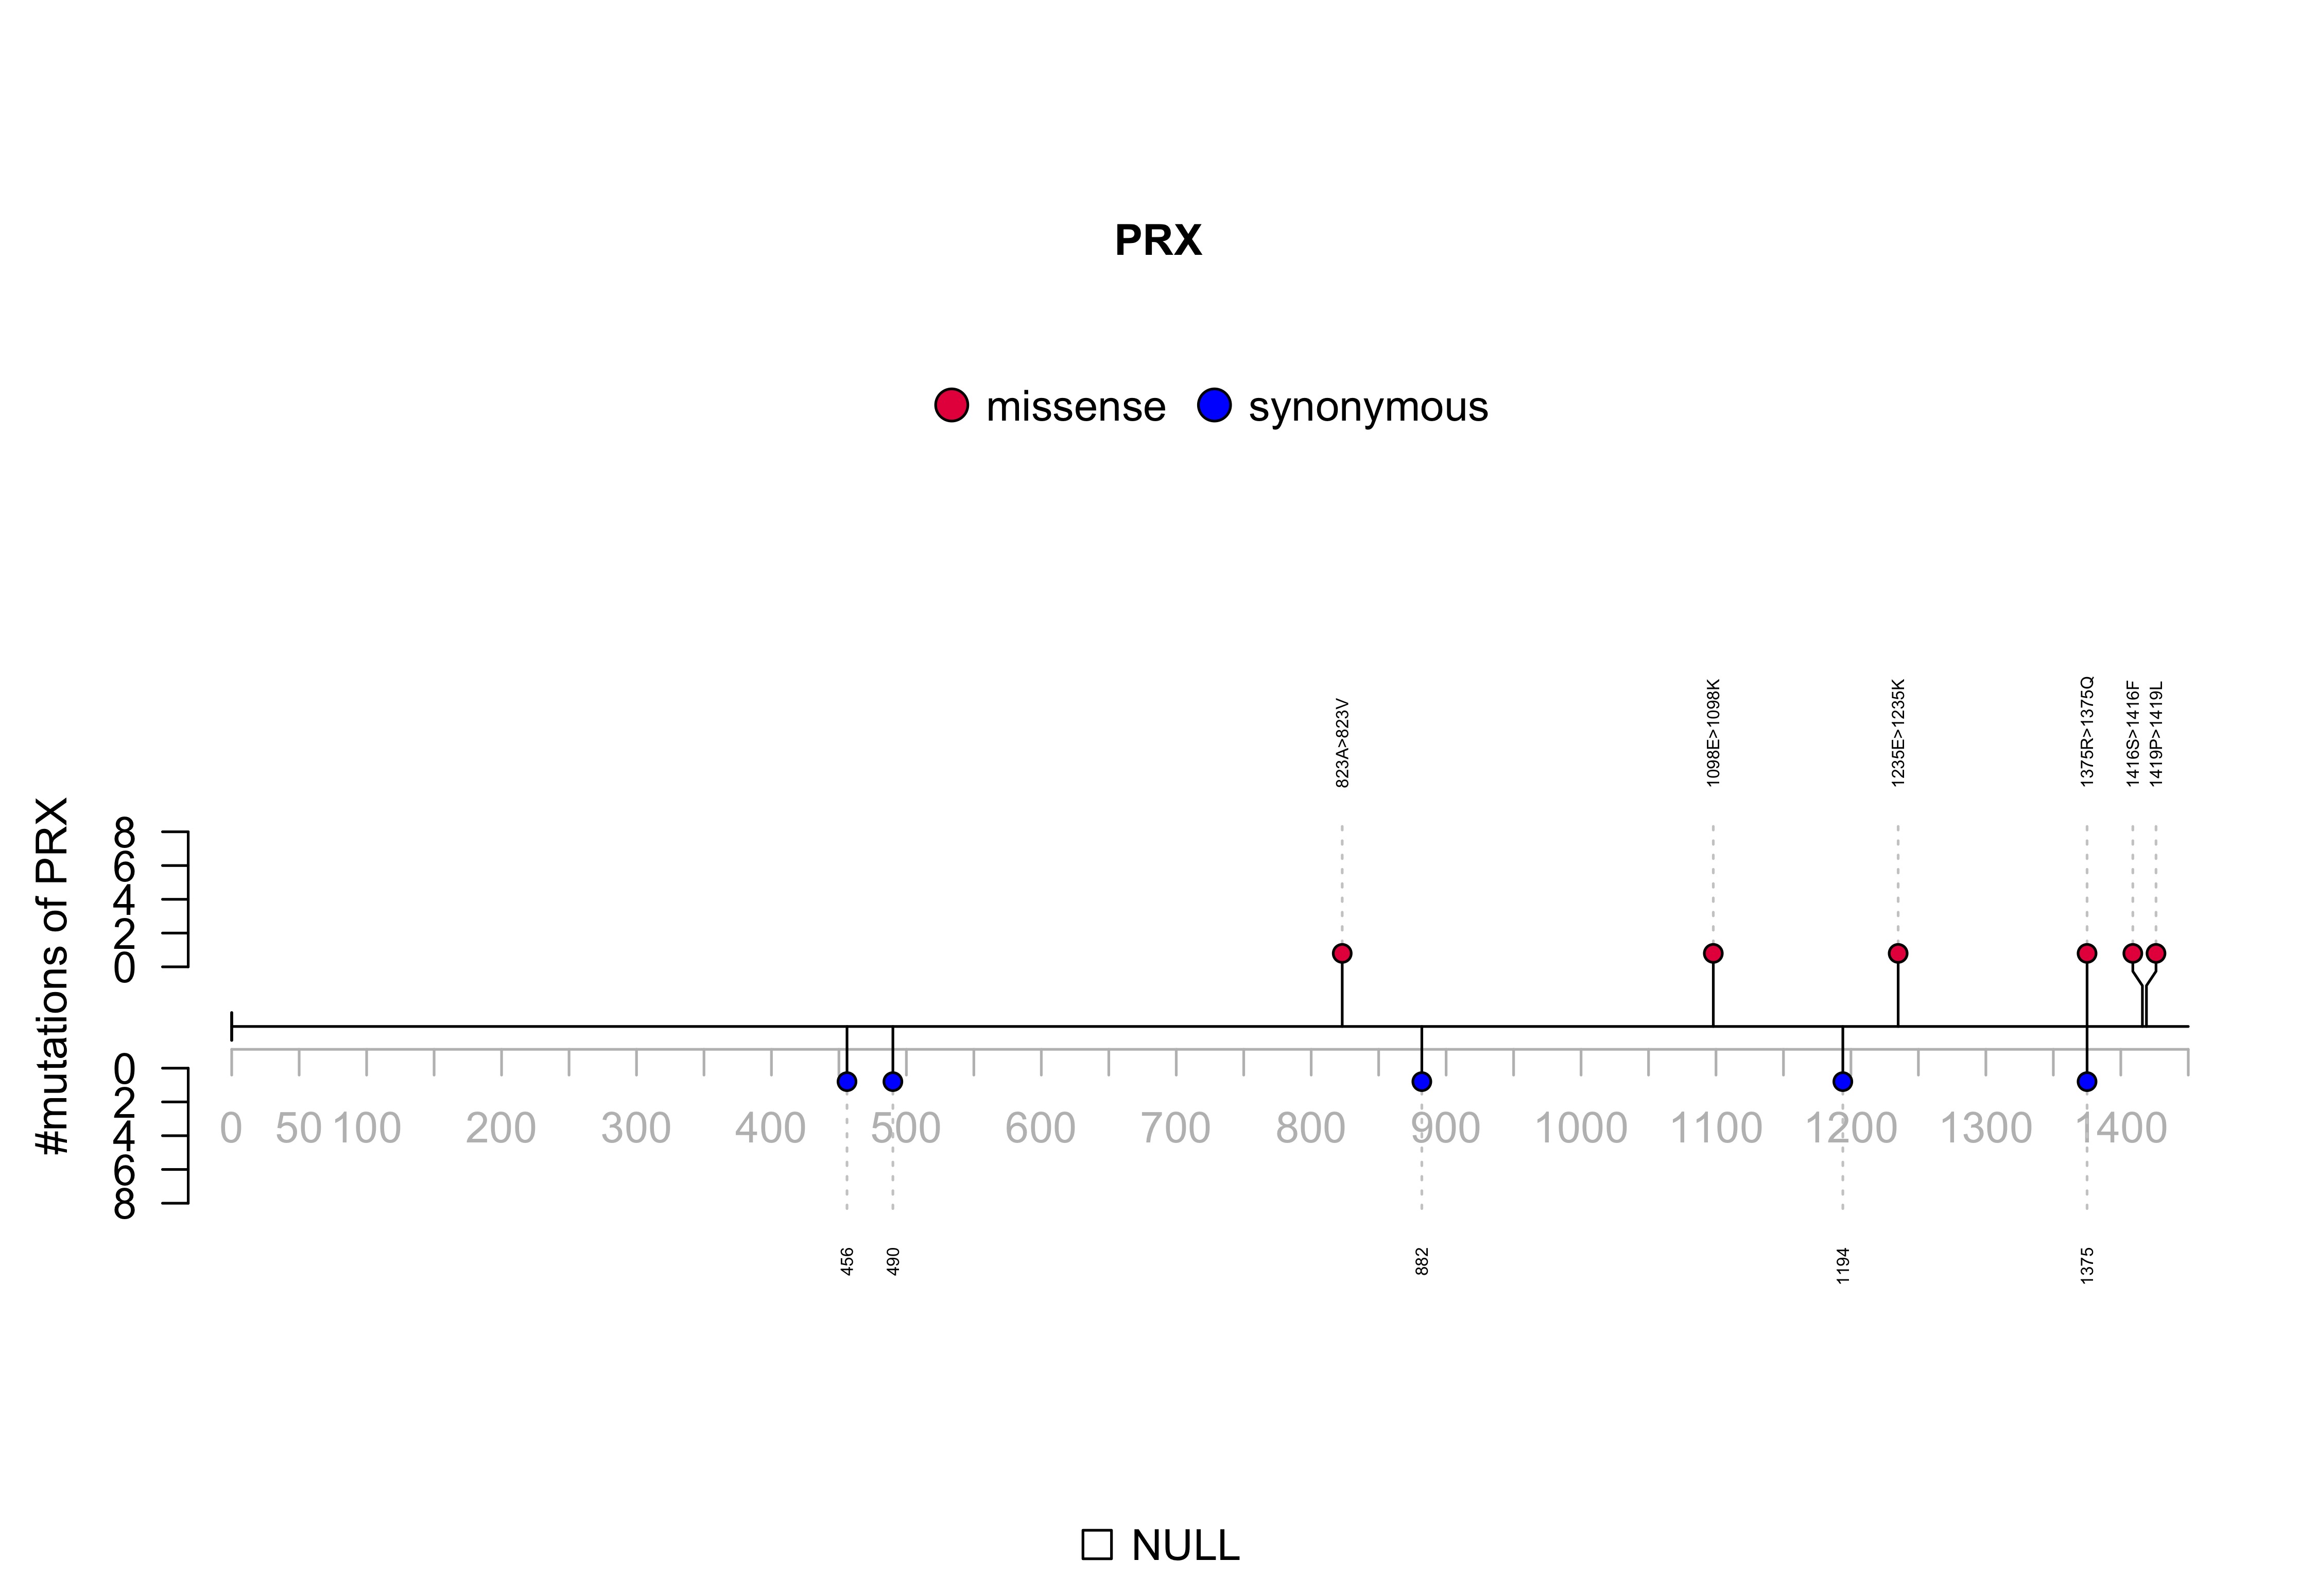 PRX
missense synonymous
823A>823V
1098E>1098K
1235E>1235K
1375R>1375Q
1416S>1416F
1419P>1419L
#mutations of PRX
8
6
4
2
0
0
2
4
6
8
0 50 100 200 300 400 500 600 700 800 900 1000 1100 1200 1300 1400
456
490
882
1194
1375
NULL